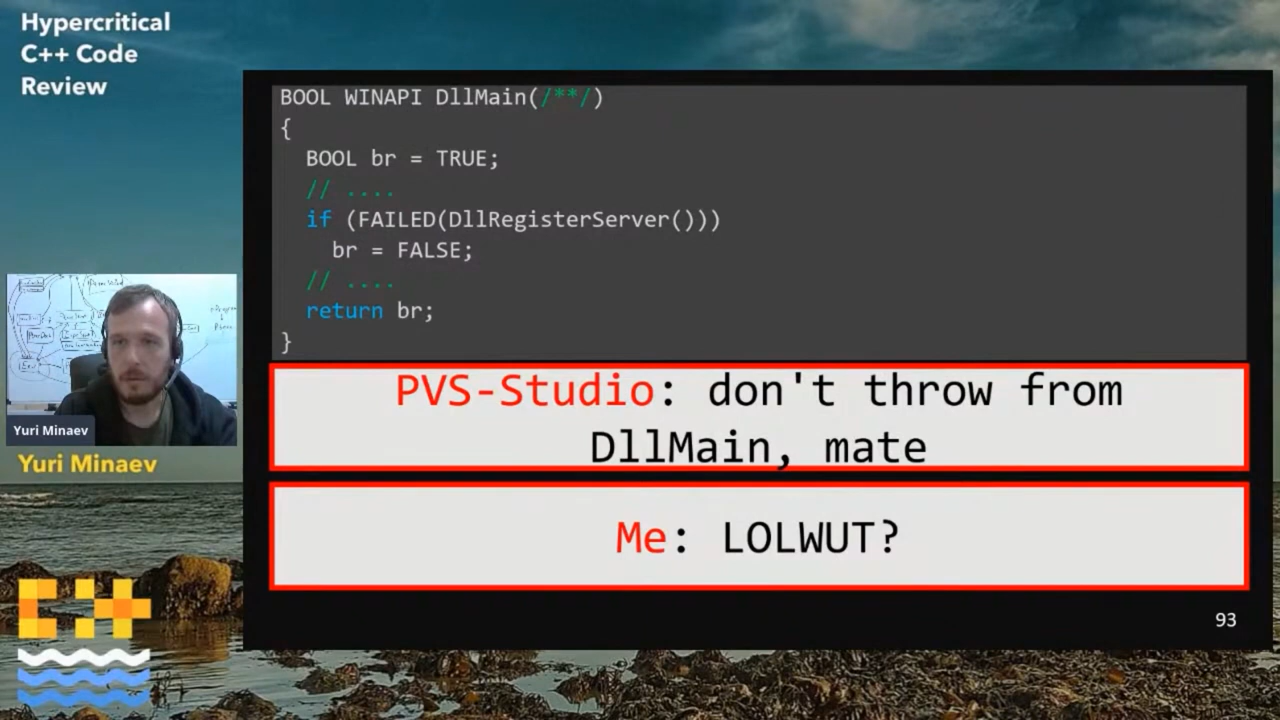 Hypercritical
C++ Code
Review
BOOL WINAPI DllMain(/**/)
{
BOOL br = TRUE;
// ....
if (FAILED(DllRegisterServer()))
br = FALSE;
// ....
return br;
}
PVS-Studio: don't throw from
DllMain, mate
Me: LOLWUT?
93
Yuri Minaev
Yuri Minaev
C++